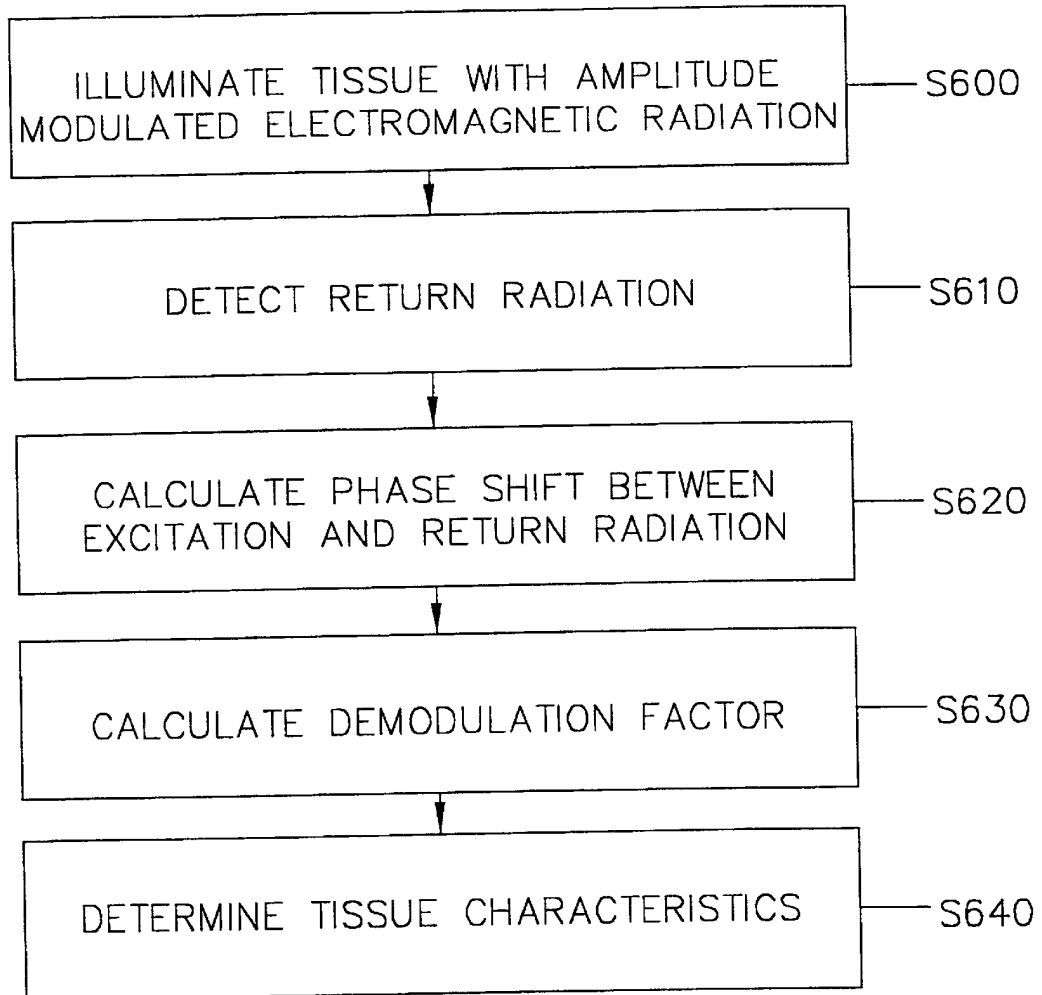 ILLUMINATE TISSUE WITH AMPLITUDE
MODULATED ELECTROMAGNETIC RADIATION
S600
DETECT RETURN RADIATION
S610
CALCULATE PHASE SHIFT BETWEEN
EXCITATION AND RETURN RADIATION
S620
CALCULATE DEMODULATION FACTOR
S630
DETERMINE TISSUE CHARACTERISTICS
S640